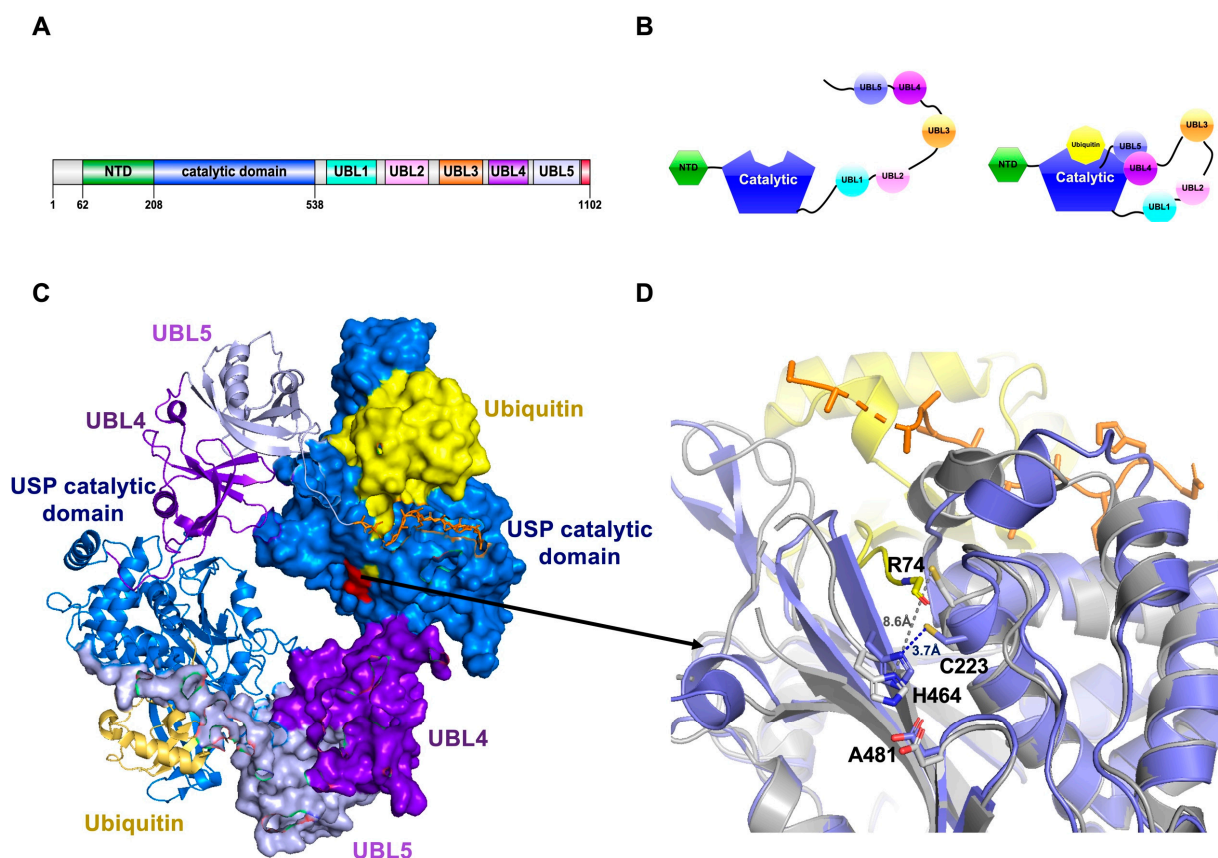 A
B
NTD
catalytic domain
UBL1
UBL2
UBL3
UBL4
UBL5
1
62
208
538
1102
NTD
Catalytic
UBL1
UBL2
UBL3
UBL4
UBL5
NTD
Catalytic
Ubiquitin
UBL5
UBL4
UBL3
UBL2
UBL1
C
D
UBL5
UBL4
Ubiquitin
USP catalytic
domain
USP catalytic
domain
UBL4
Ubiquitin
UBL5
R74
8.6Å
3.7Å
C223
H464
A481